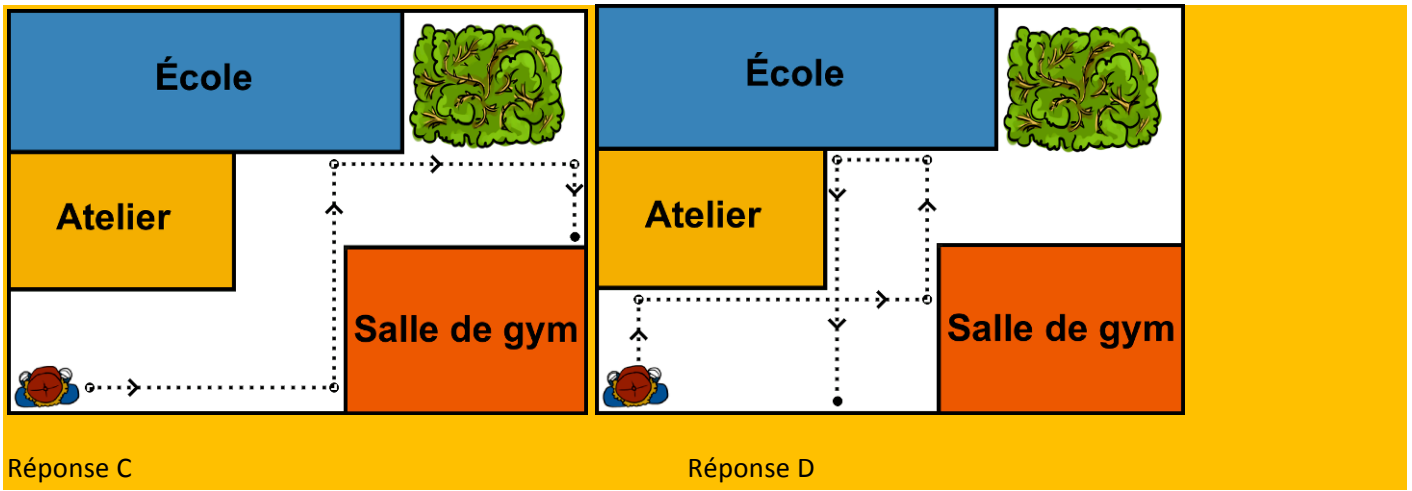 École
Atelier
Salle de gym
École
Atelier
Salle de gym
Réponse C
Réponse D